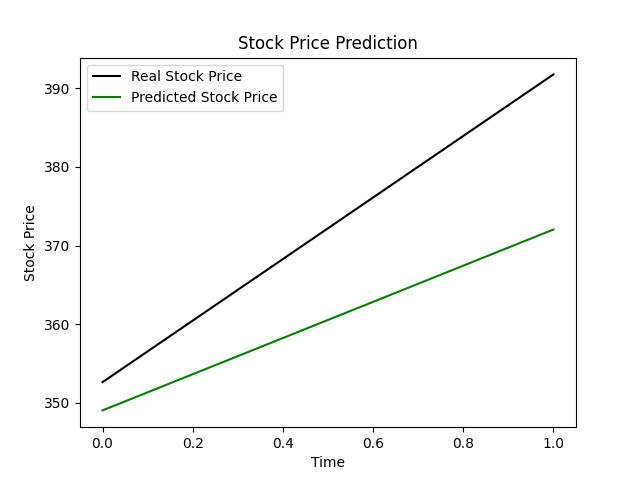 Stock Price Prediction
Real Stock Price
Predicted Stock Price
Stock Price
390
380
370
360
350
0.0 0.2 0.4 0.6 0.8 1.0
Time